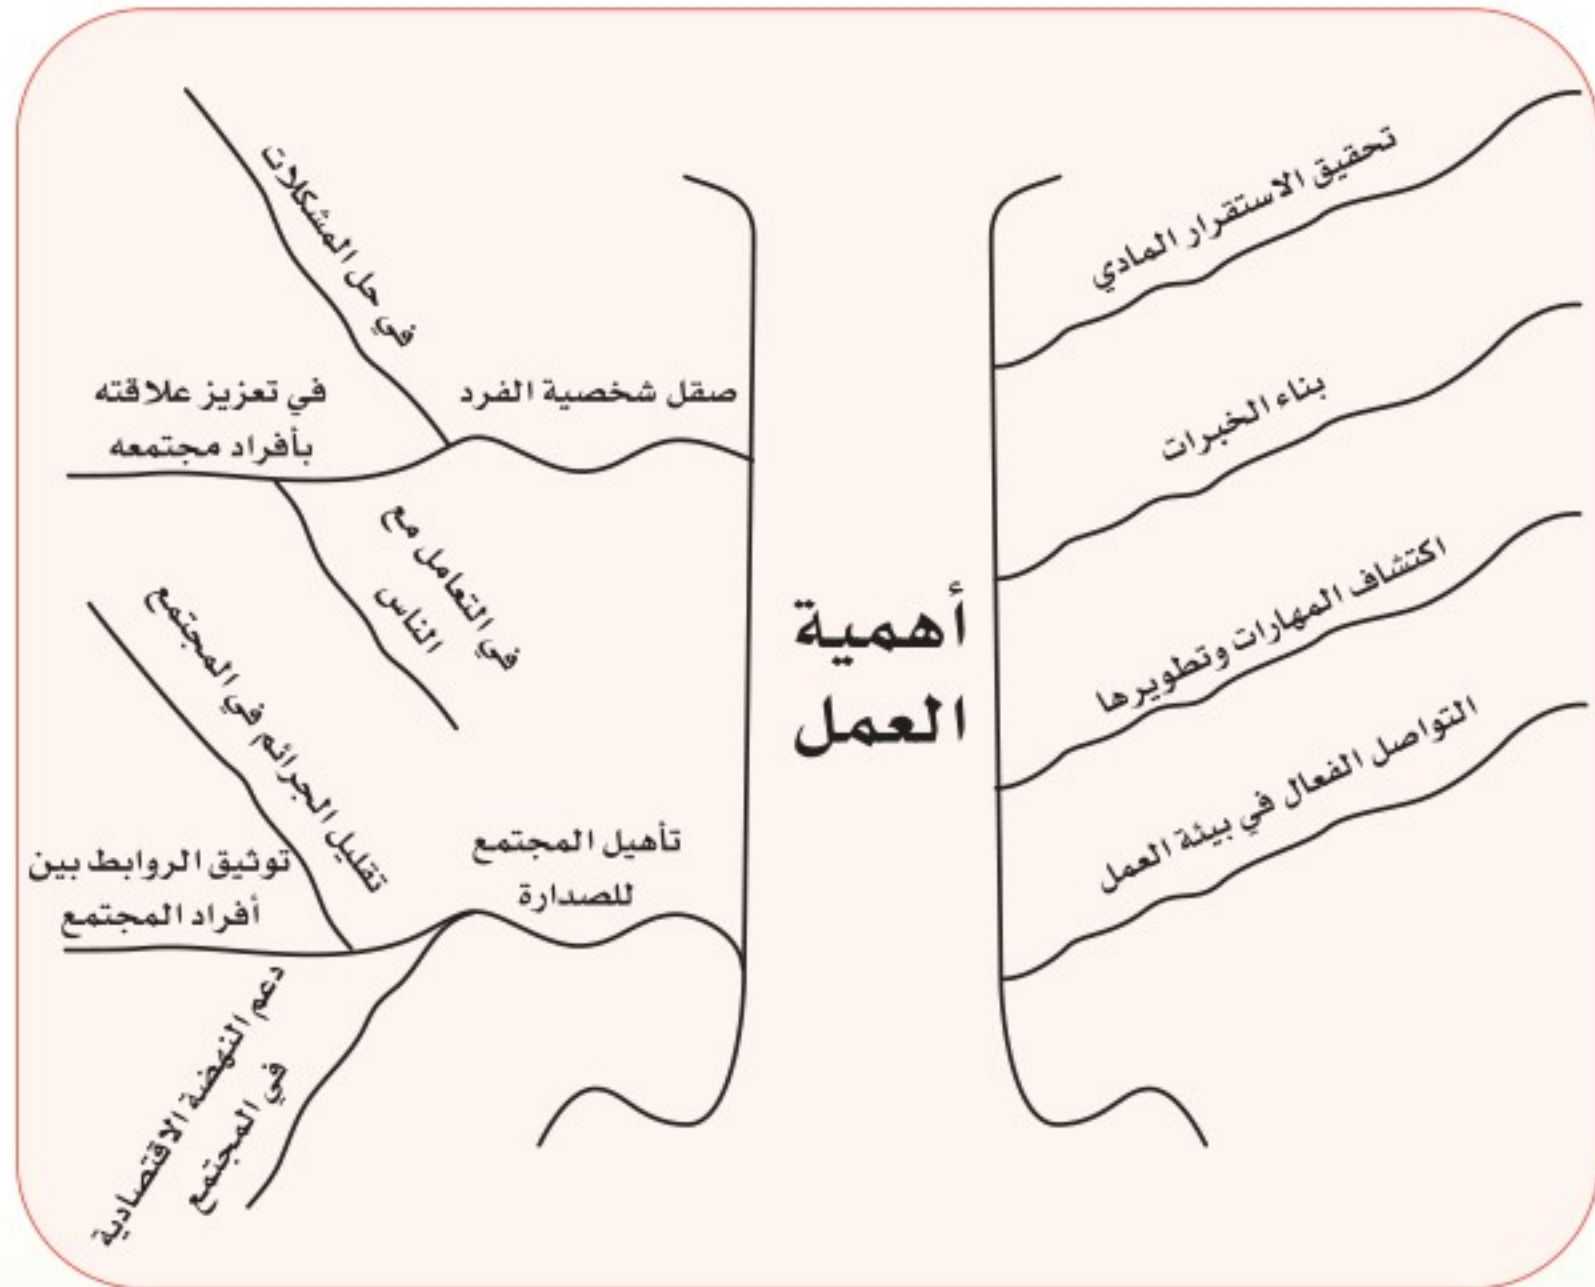 أهمية
العمل
تحقيق الاستقرار المادي
بناء الخبرات
اكتشاف المهارات وتطويرها
التواصل الفعال في بيئة العمل
صقل شخصية الفرد
في حل المشكلات
في تعزيز علاقته
بأفراد مجتمعه
في التعامل مع
الناس
تأهيل المجتمع
للصدارة
تقليل الجرائم في المجتمع
توثيق الروابط بين
أفراد المجتمع
دعم النهضة الاقتصادية
في المجتمع